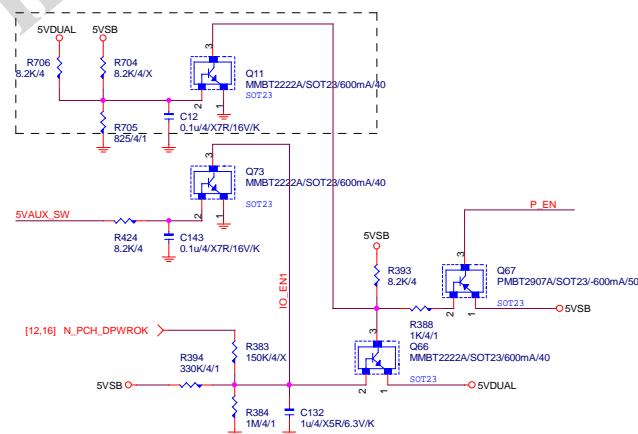 5VDUAL
5VSB
R706
8.2K/4
R704
8.2K/4/X
3
Q11
MMBT2222A/SOT23/600mA/40
SOT23
2
1
C12
0.1u/4/X7R/16V/K
R705
825/4/1
3
Q73
MMBT2222A/SOT23/600mA/40
SOT23
2
1
5VAUX_SW
R424
8.2K/4
C143
0.1u/4/X7R/16V/K
P_EN
5VSB
3
R393
8.2K/4
Q67
PMBT2907A/SOT23/-600mA/50
SOT23
2
1
5VSB
IO_EN1
R388
1K/4/1
[12,16] N_PCH_DPWROK
R383
150K/4/X
3
Q66
MMBT2222A/SOT23/600mA/40
SOT23
R394
330K/4/1
5VSB
2
1
5VDUAL
R384
1M/4/1
C132
1u/4/X5R/6.3V/K